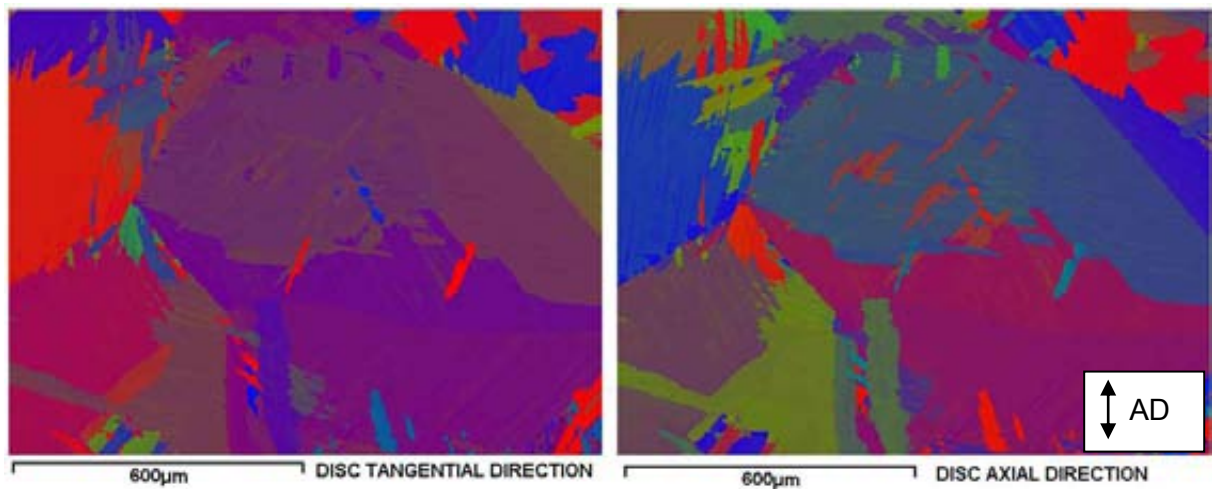 AD
600µm DISC TANGENTIAL DIRECTION
600µm DISC AXIAL DIRECTION